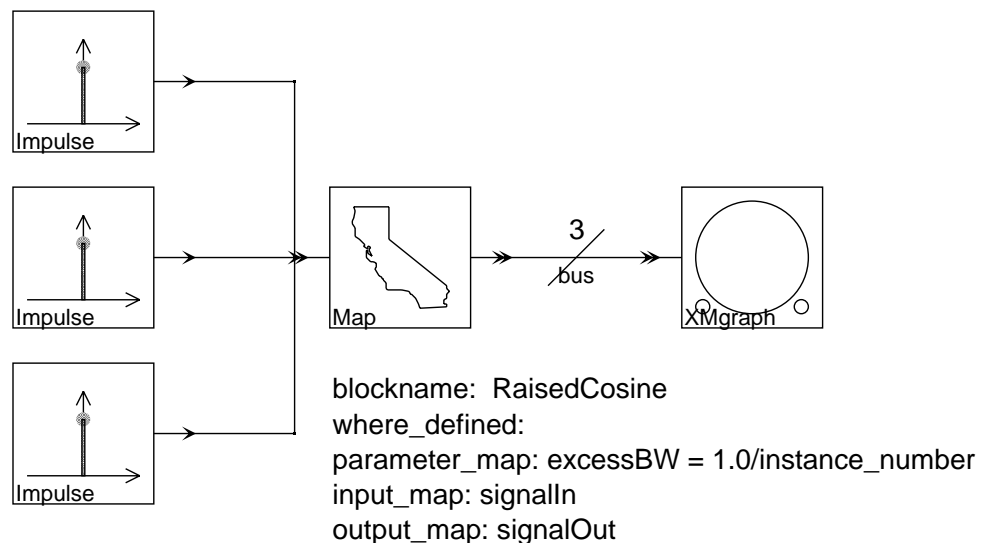 Impulse
Impulse
Impulse
Map
3
bus
XMgraph
blockname:  RaisedCosine
where_defined:
parameter_map: excessBW = 1.0/instance_number
input_map: signalIn
output_map: signalOut